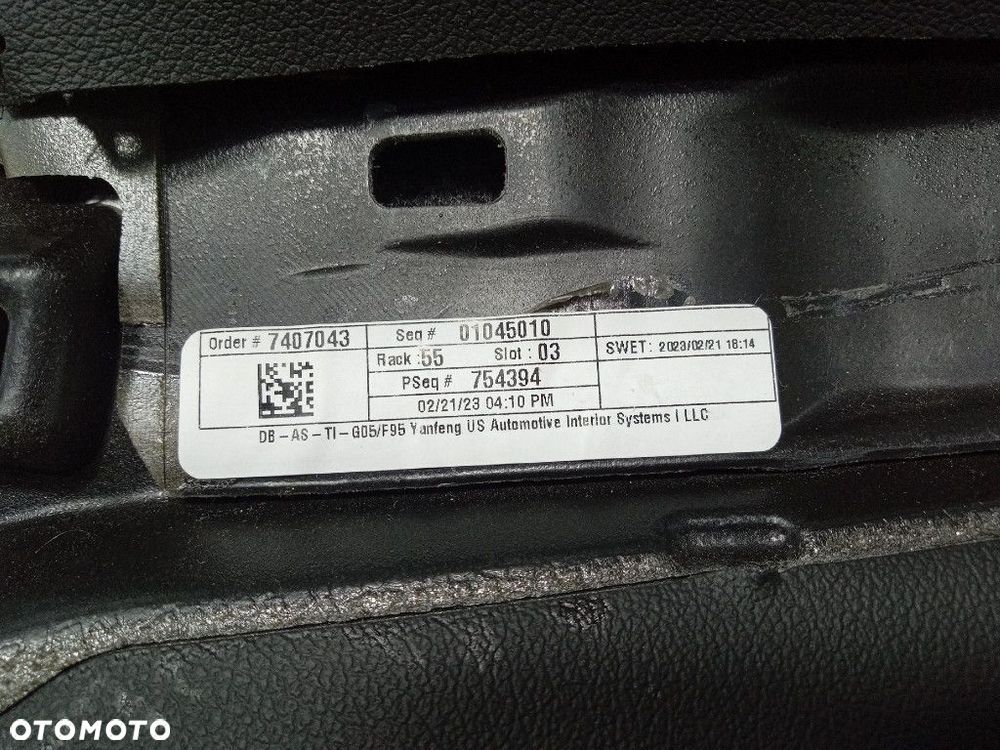 Order # 7407043
Seq # 01045010
Rack :55 Slot : 03
SWET: 2023/02/21 18:14
PSeq # 754394
02/21/23 04:10 PM
DB-AS-TI-G05/F95 Yanfeng US Automotive Interior Systems I LLC
OTOMOTO